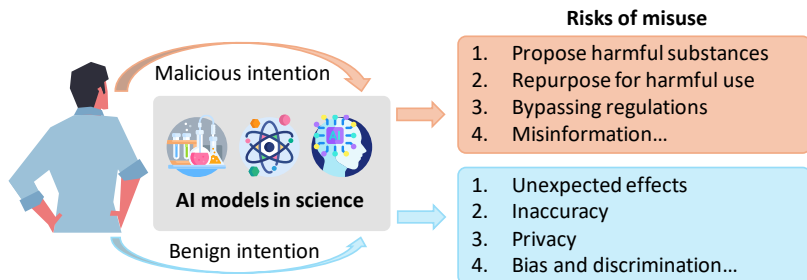 Risks of misuse
Malicious intention
1. Propose harmful substances
2. Repurpose for harmful use
3. Bypassing regulations
4. Misinformation…
AI
AI models in science
Benign intention
1. Unexpected effects
2. Inaccuracy
3. Privacy
4. Bias and discrimination…